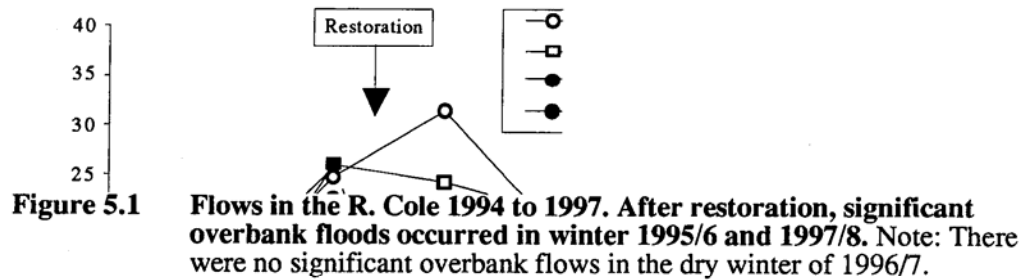 40
Restoration
35
30
25
Figure 5.1 Flows in the R. Cole 1994 to 1997. After restoration, significant
overbank floods occurred in winter 1995/6 and 1997/8. Note: There
were no significant overbank flows in the dry winter of 1996/7.